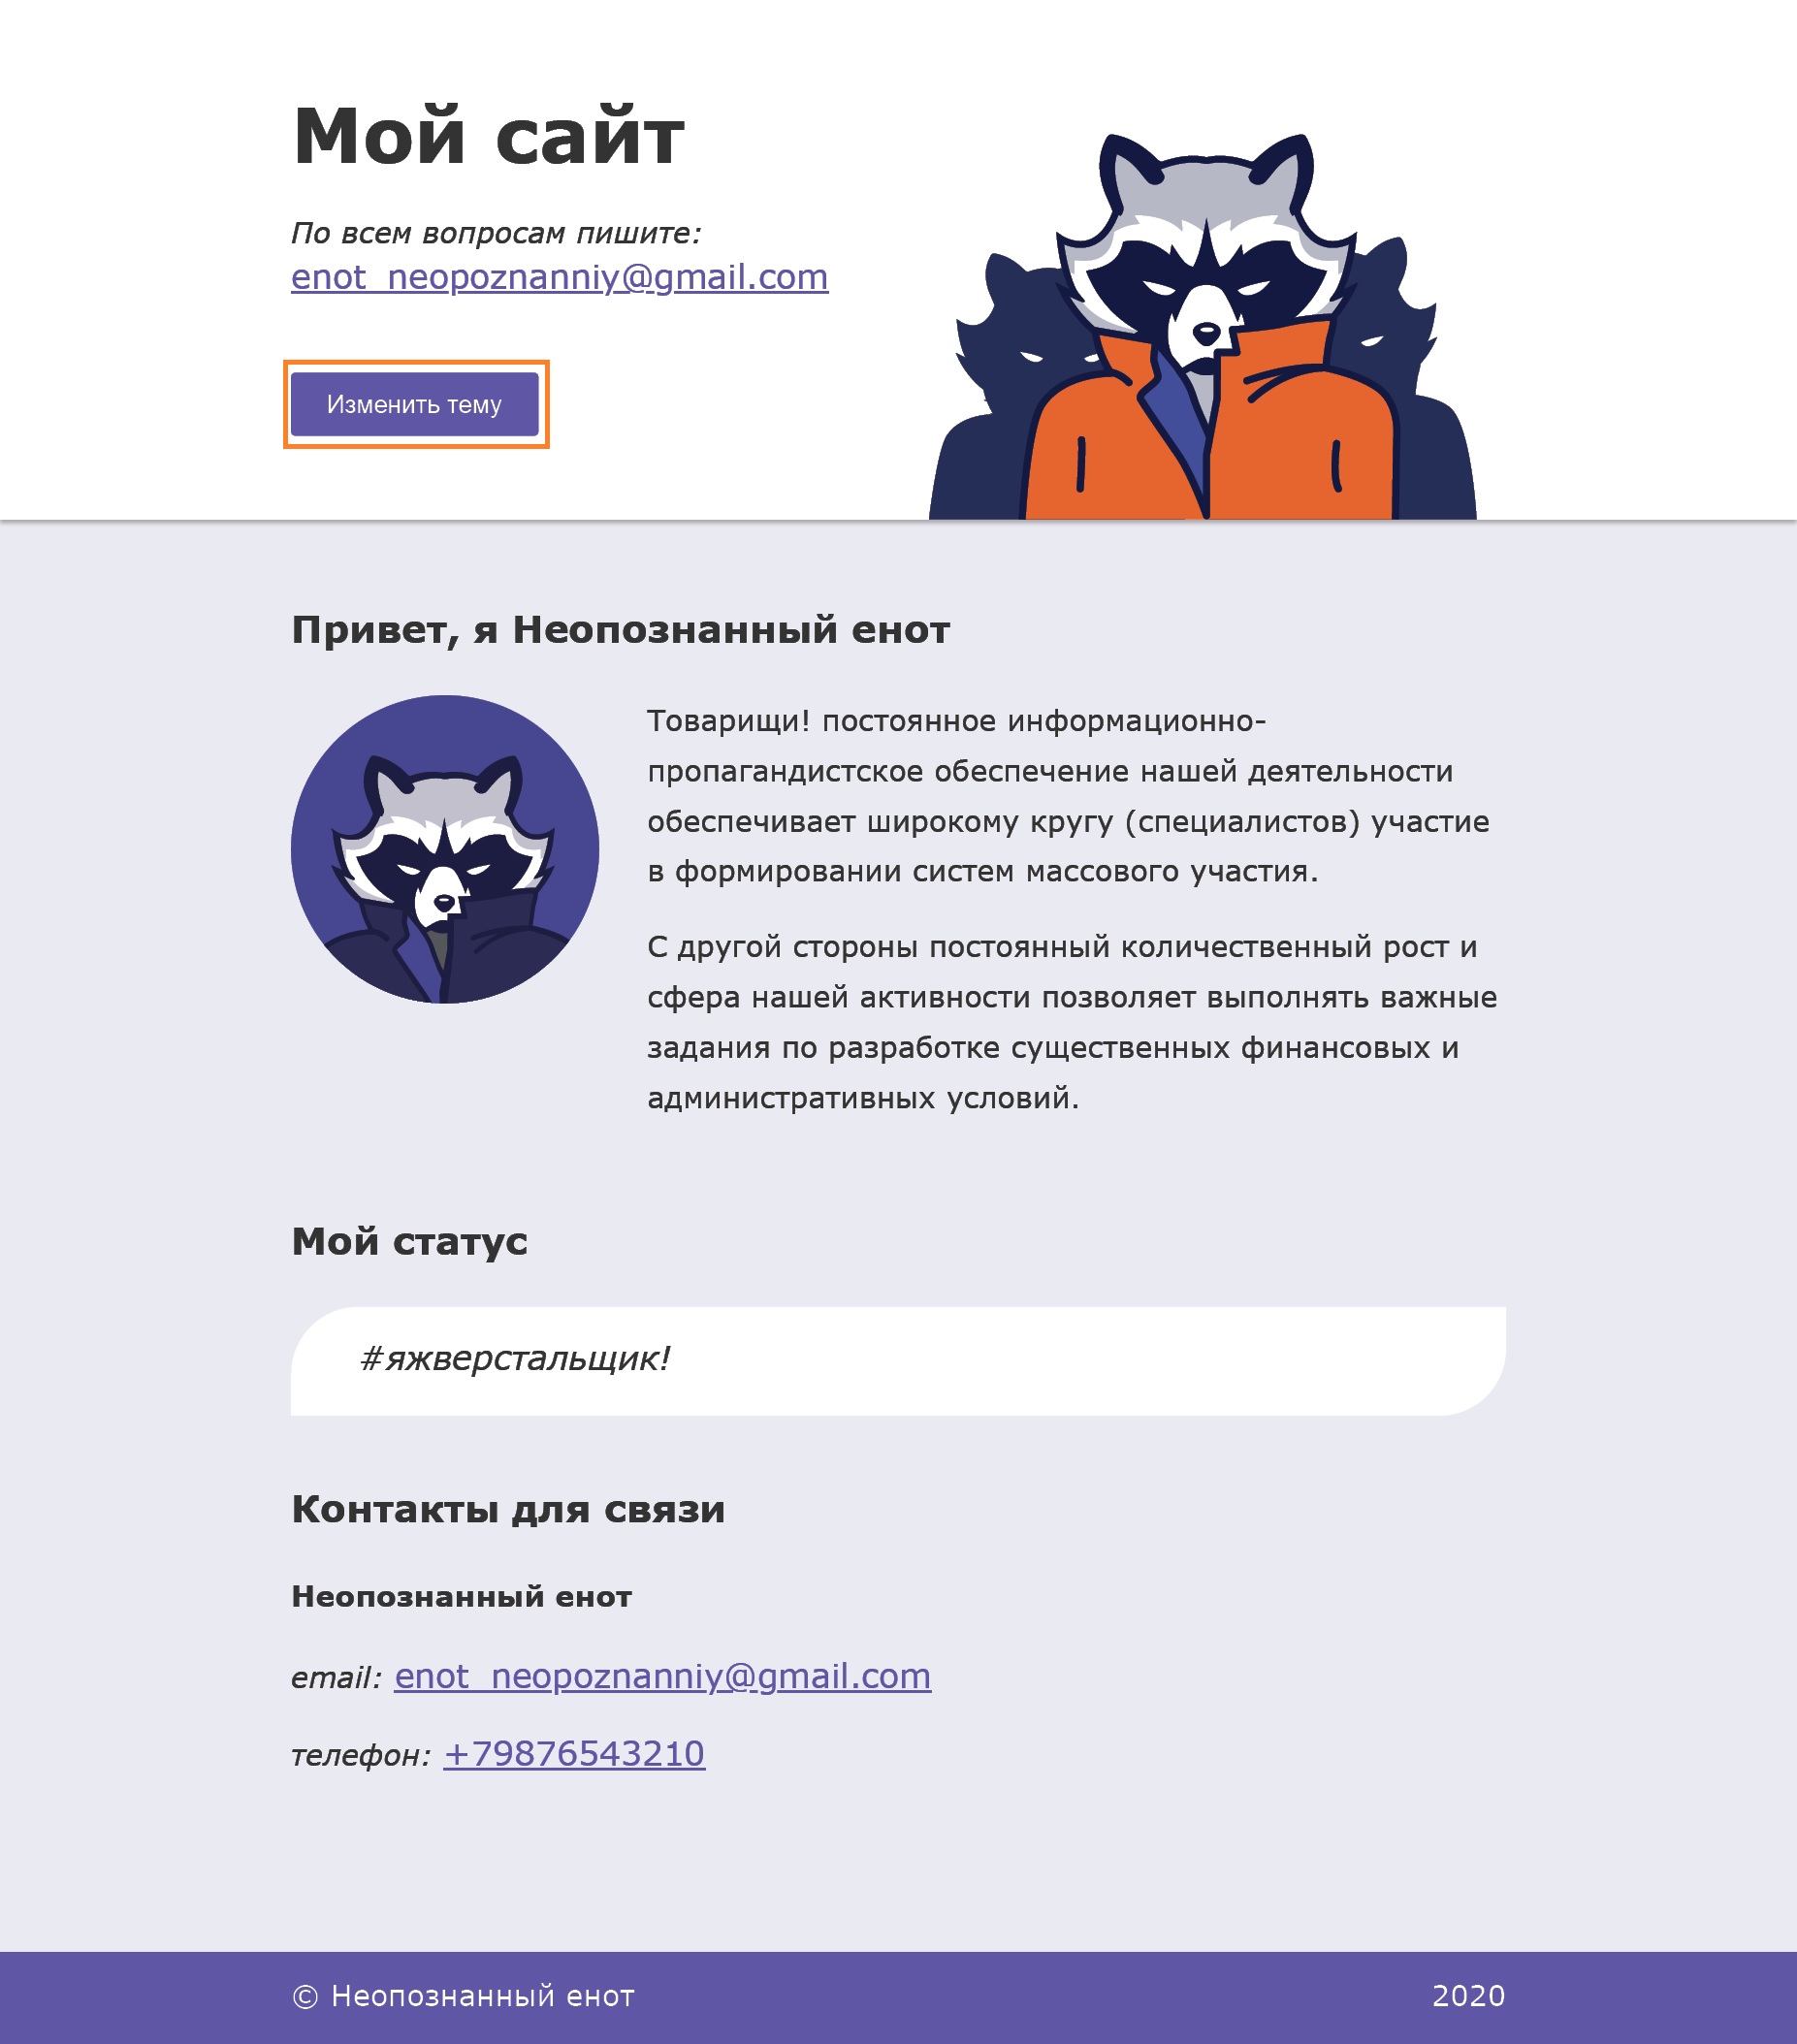 Мой сайт
По всем вопросам пишите:
enot_neopoznanniy@gmail.com
Изменить тему
Привет, я Неопознанный енот
Товарищи! постоянное информационно-
пропагандистское обеспечение нашей деятельности
обеспечивает широкому кругу (специалистов) участие
в формировании систем массового участия.
С другой стороны постоянный количественный рост и
сфера нашей активности позволяет выполнять важные
задания по разработке существенных финансовых и
административных условий.
Мой статус
#яжверстальщик!
Контакты для связи
Неопознанный енот
email: enot_neopoznanniy@gmail.com
телефон: +79876543210
© Неопознанный енот 2020